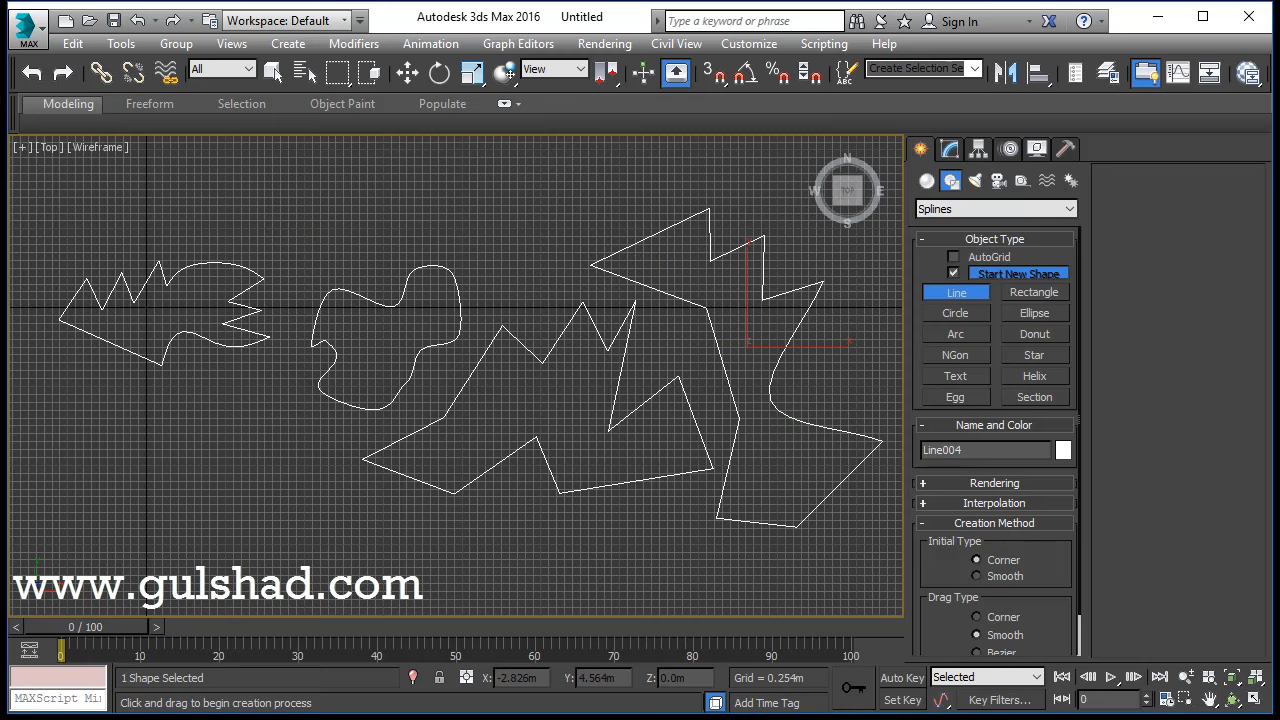 Workspace: Default
Autodesk 3ds Max 2016 Untitled
Type a keyword or phrase
Sign In
MAX
Edit Tools Group Views Create Modifiers Animation Graph Editors Rendering Civil View Customize Scripting Help
All
View
3
ABC
Create Selection Se
Modeling Freeform Selection Object Paint Populate
[+] [Top] [Wireframe]
N
W TOP E
S
Splines
- Object Type
AutoGrid
Start New Shape
Line Rectangle
Circle Ellipse
Arc Donut
NGon Star
Text Helix
Egg Section
- Name and Color
Line004
+ Rendering
+ Interpolation
- Creation Method
Initial Type
Corner
Smooth
Drag Type
Corner
Smooth
Bezier
www.gulshad.com
< 0 / 100 >
0 10 20 30 40 50 60 70 80 90 100
1 Shape Selected
X: -2.826m Y: 4.564m Z: 0.0m
Grid = 0.254m
Auto Key
Selected
MAXScript Mi
Click and drag to begin creation process
Add Time Tag
Set Key
Key Filters...
0